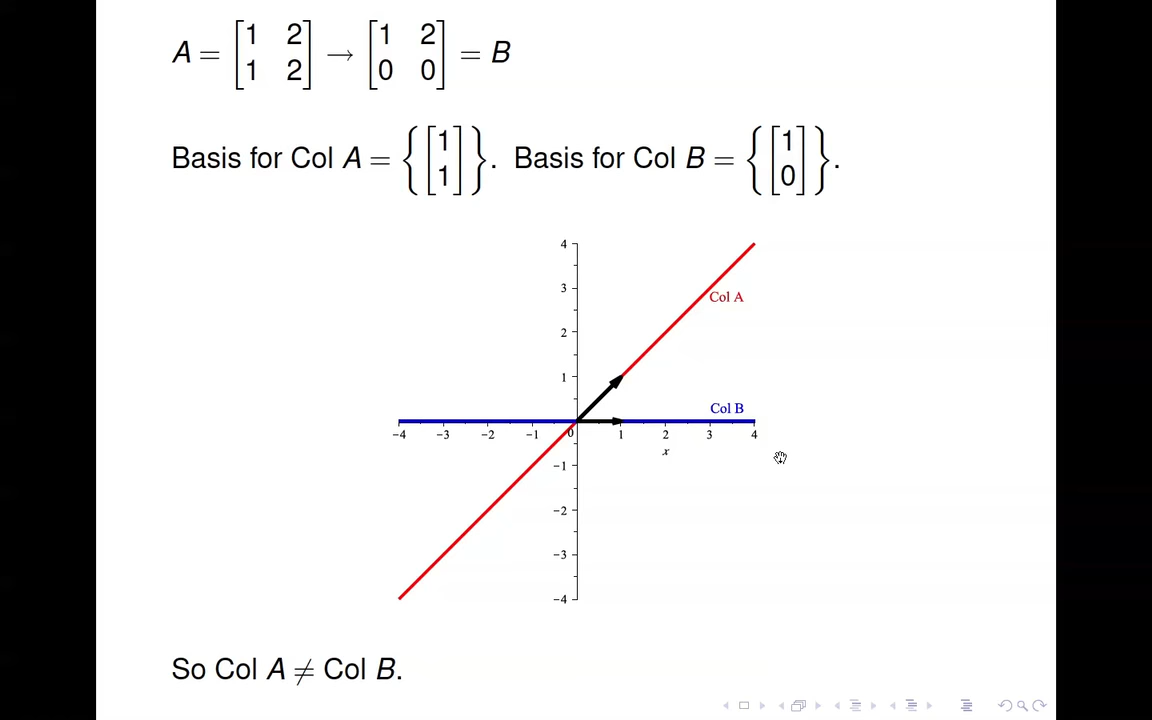 A = [1 2; 1 2] → [1 2; 0 0] = B
Basis for Col A = {[1; 1]}. Basis for Col B = {[1; 0]}.
4
3
Col A
2
1
Col B
−4 −3 −2 −1 0 1 2 3 4
x
−1
−2
−3
−4
So Col A ≠ Col B.